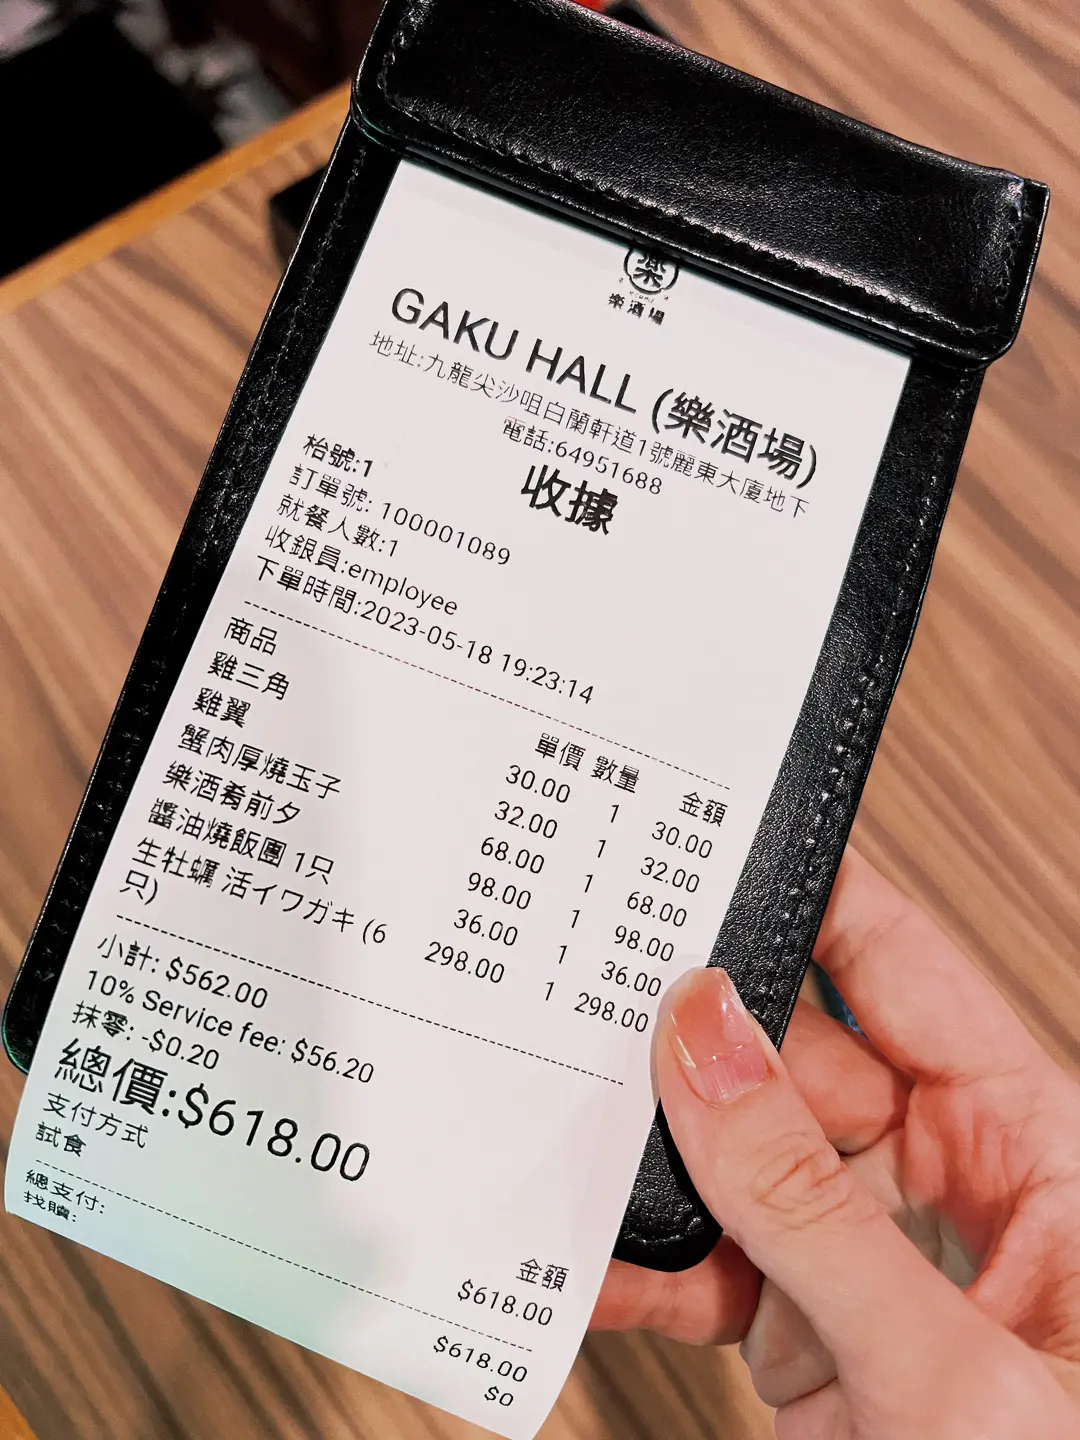 樂
樂酒場
GAKU HALL (樂酒場)
地址:九龍尖沙咀白蘭軒道1號麗東大廈地下
電話:64951688
收據
枱號:1
訂單號: 100001089
就餐人數:1
收銀員:employee
下單時間:2023-05-18 19:23:14
商品 單價 數量 金額
雞三角 30.00 1 30.00
雞翼 32.00 1 32.00
蟹肉厚燒玉子 68.00 1 68.00
樂酒肴前夕 98.00 1 98.00
醬油燒飯團 1只 36.00 1 36.00
生牡蠣 活イワガキ (6只) 298.00 1 298.00
小計: $562.00
10% Service fee: $56.20
抹零: -$0.20
總價:$618.00
支付方式 金額
試食 $618.00
總支付: $618.00
找贖: $0